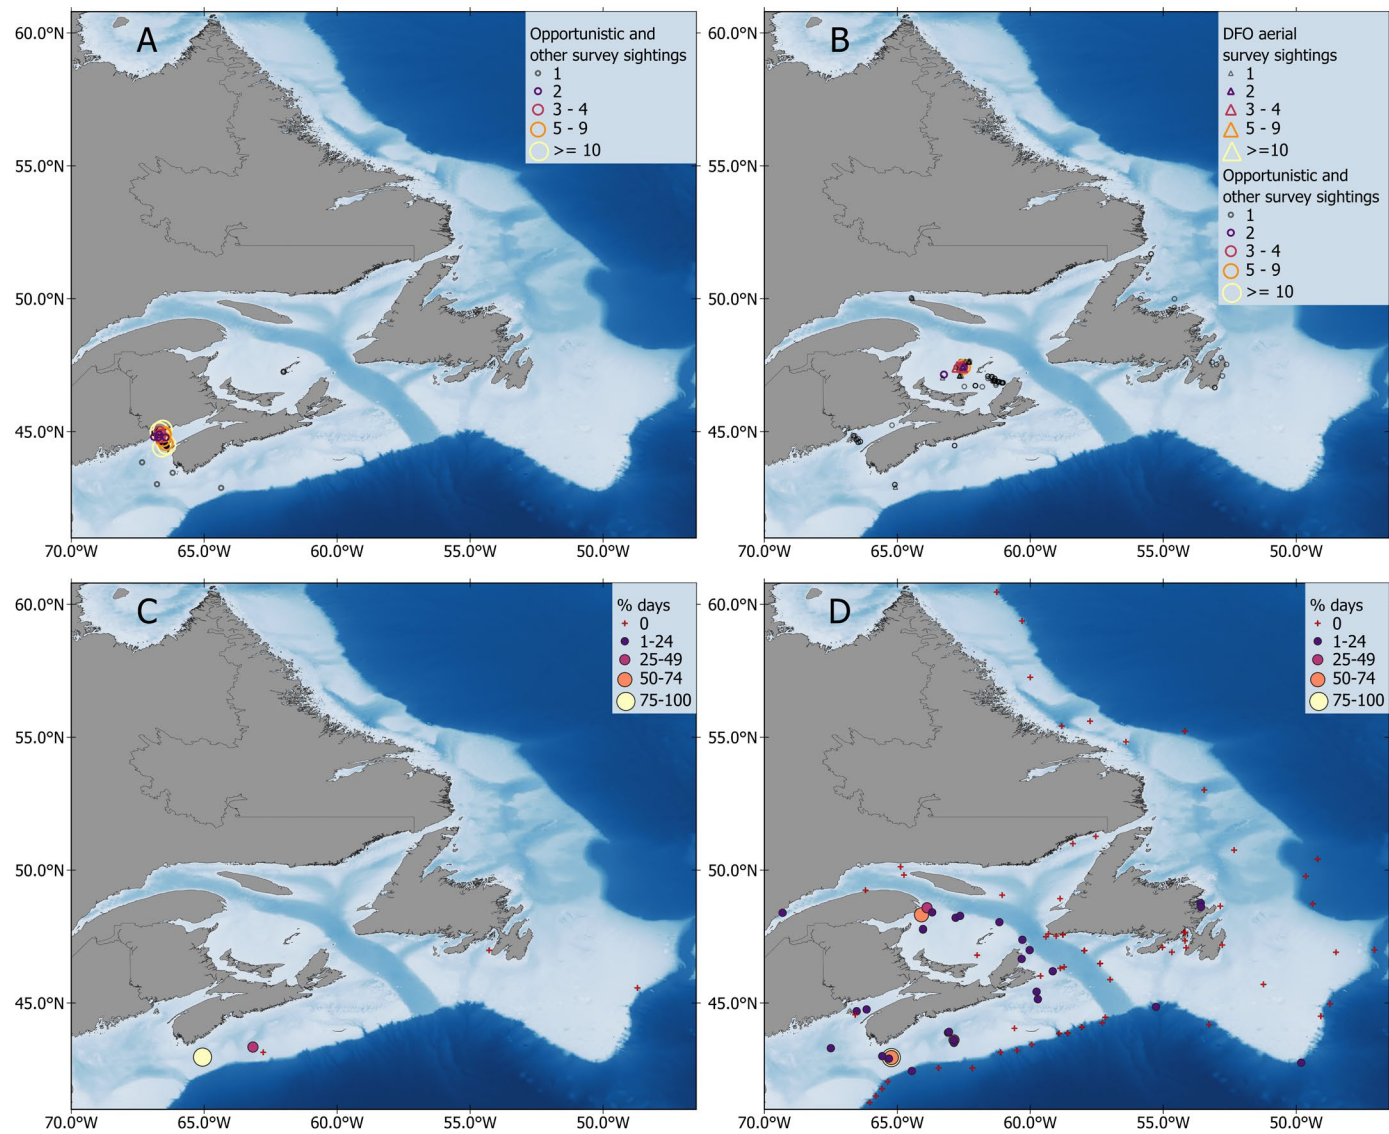 A
Opportunistic and
other survey sightings
1
2
3 - 4
5 - 9
>= 10
60.0°N
55.0°N
50.0°N
45.0°N
70.0°W
65.0°W
60.0°W
55.0°W
50.0°W
B
DFO aerial
survey sightings
1
2
3 - 4
5 - 9
>=10
Opportunistic and
other survey sightings
1
2
3 - 4
5 - 9
>= 10
60.0°N
55.0°N
50.0°N
45.0°N
70.0°W
65.0°W
60.0°W
55.0°W
50.0°W
C
% days
0
1-24
25-49
50-74
75-100
60.0°N
55.0°N
50.0°N
45.0°N
70.0°W
65.0°W
60.0°W
55.0°W
50.0°W
D
% days
0
1-24
25-49
50-74
75-100
60.0°N
55.0°N
50.0°N
45.0°N
70.0°W
65.0°W
60.0°W
55.0°W
50.0°W